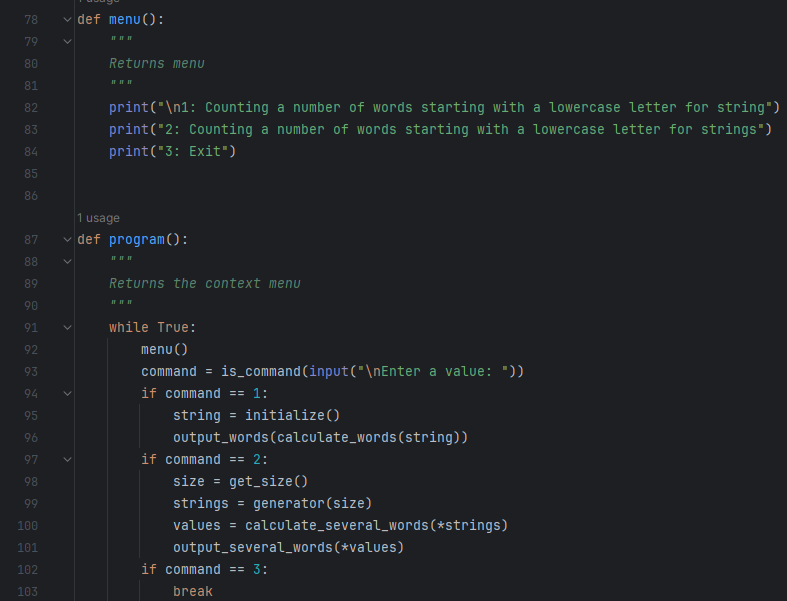 1 usage
78 def menu():
79     """
80     Returns menu
81     """
82     print("\n1: Counting a number of words starting with a lowercase letter for string")
83     print("2: Counting a number of words starting with a lowercase letter for strings")
84     print("3: Exit")
85
86
1 usage
87 def program():
88     """
89     Returns the context menu
90     """
91     while True:
92         menu()
93         command = is_command(input("\nEnter a value: "))
94         if command == 1:
95             string = initialize()
96             output_words(calculate_words(string))
97         if command == 2:
98             size = get_size()
99             strings = generator(size)
100             values = calculate_several_words(*strings)
101             output_several_words(*values)
102         if command == 3:
103             break